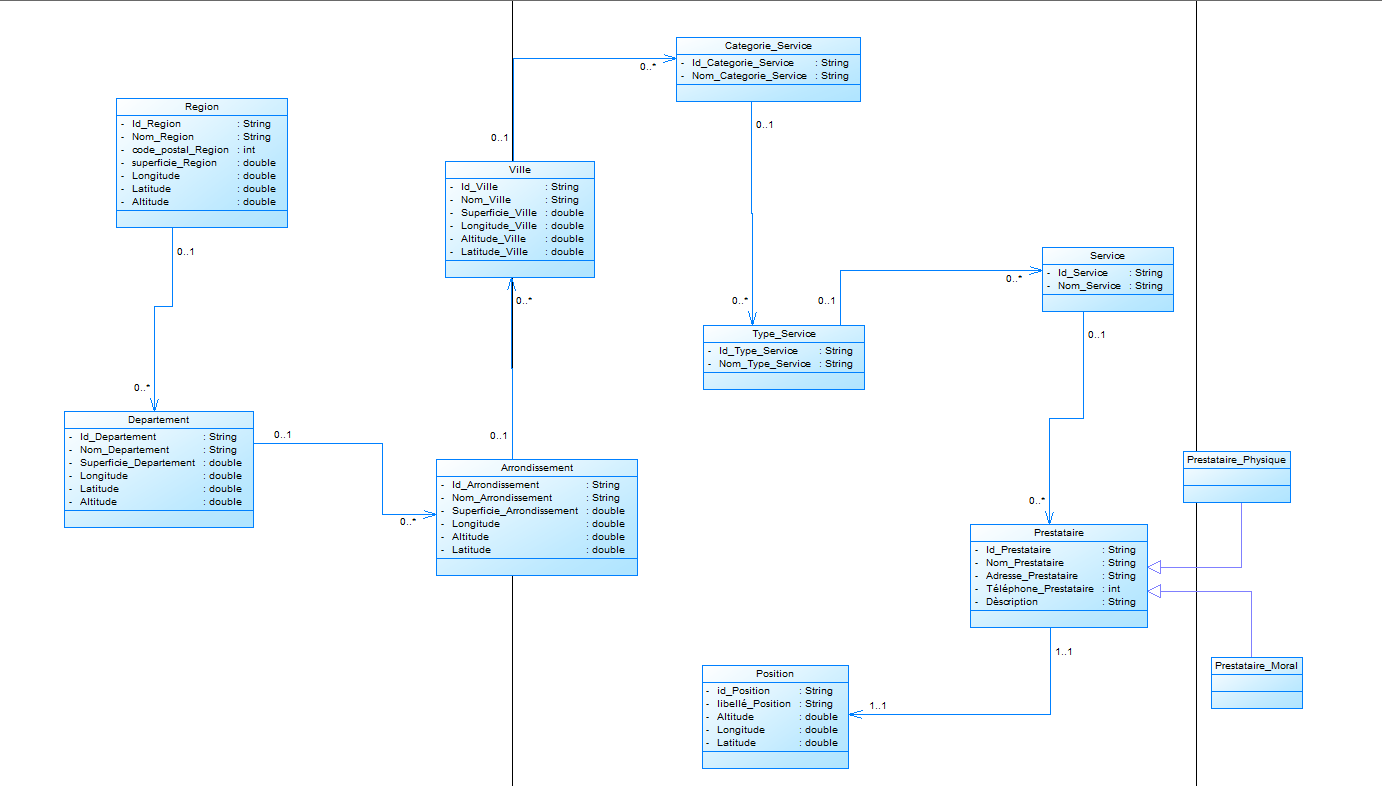 Categorie_Service
- Id_Categorie_Service : String
- Nom_Categorie_Service : String
0..*
0..1
Region
- Id_Region : String
- Nom_Region : String
- code_postal_Region : int
- superficie_Region : double
- Longitude : double
- Latitude : double
- Altitude : double
0..1
0..1
Ville
- Id_Ville : String
- Nom_Ville : String
- Superficie_Ville : double
- Longitude_Ville : double
- Altitude_Ville : double
- Latitude_Ville : double
0..*
Service
- Id_Service : String
- Nom_Service : String
0..*
0..1
0..*
0..1
Type_Service
- Id_Type_Service : String
- Nom_Type_Service : String
0..*
Departement
- Id_Departement : String
- Nom_Departement : String
- Superficie_Departement : double
- Longitude : double
- Latitude : double
- Altitude : double
0..1
0..*
0..1
Arrondissement
- Id_Arrondissement : String
- Nom_Arrondissement : String
- Superficie_Arrondissement : double
- Longitude : double
- Altitude : double
- Latitude : double
Prestataire_Physique
0..*
Prestataire
- Id_Prestataire : String
- Nom_Prestataire : String
- Adresse_Prestataire : String
- Téléphone_Prestataire : int
- Dèscription : String
1..1
Prestataire_Moral
Position
- id_Position : String
- libellé_Position : String
- Altitude : double
- Longitude : double
- Latitude : double
1..1